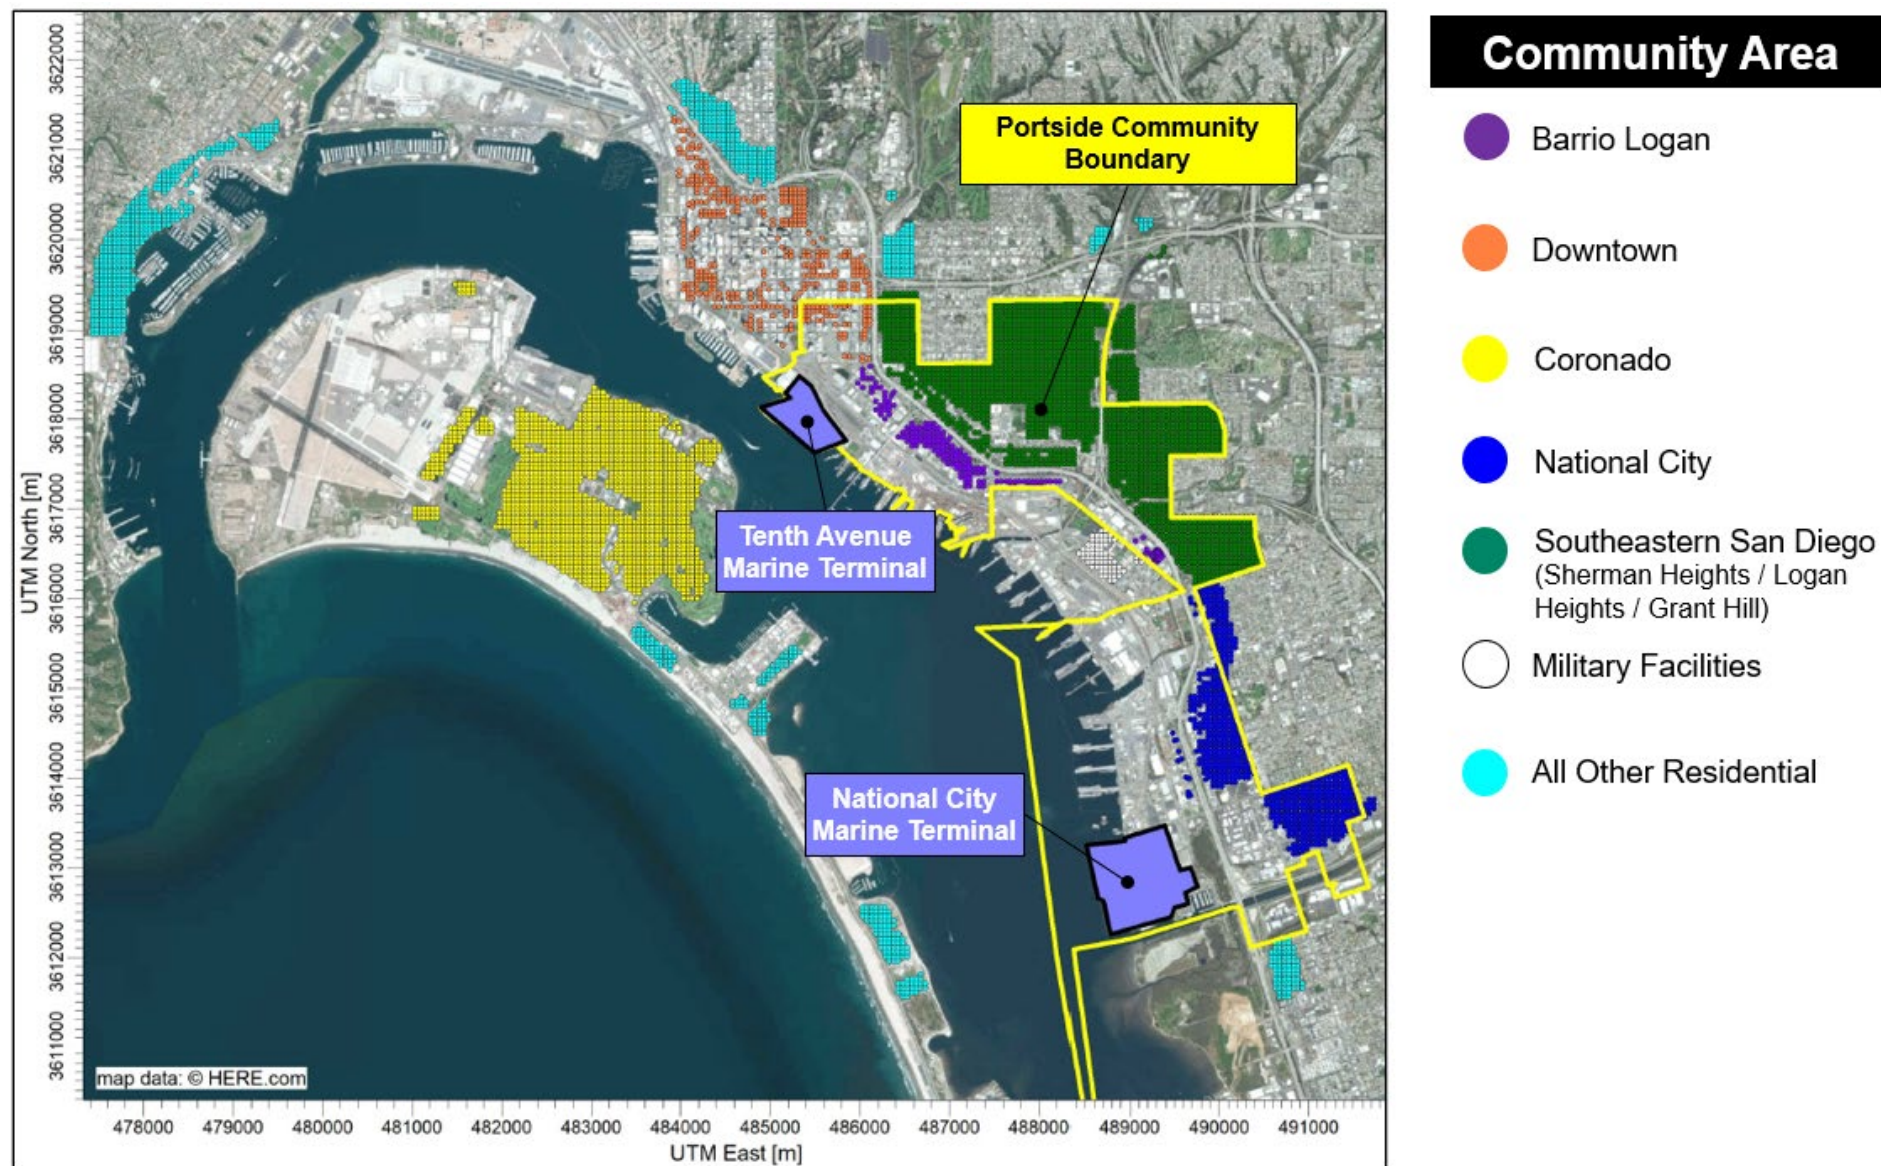 Community Area
Barrio Logan
Downtown
Coronado
National City
Southeastern San Diego
(Sherman Heights / Logan
Heights / Grant Hill)
Military Facilities
All Other Residential
Portside Community
Boundary
Tenth Avenue
Marine Terminal
National City
Marine Terminal
map data: © HERE.com
UTM North [m]
3622000
3621000
3620000
3619000
3618000
3617000
3616000
3615000
3614000
3613000
3612000
3611000
478000 479000 480000 481000 482000 483000 484000 485000 486000 487000 488000 489000 490000 491000
UTM East [m]